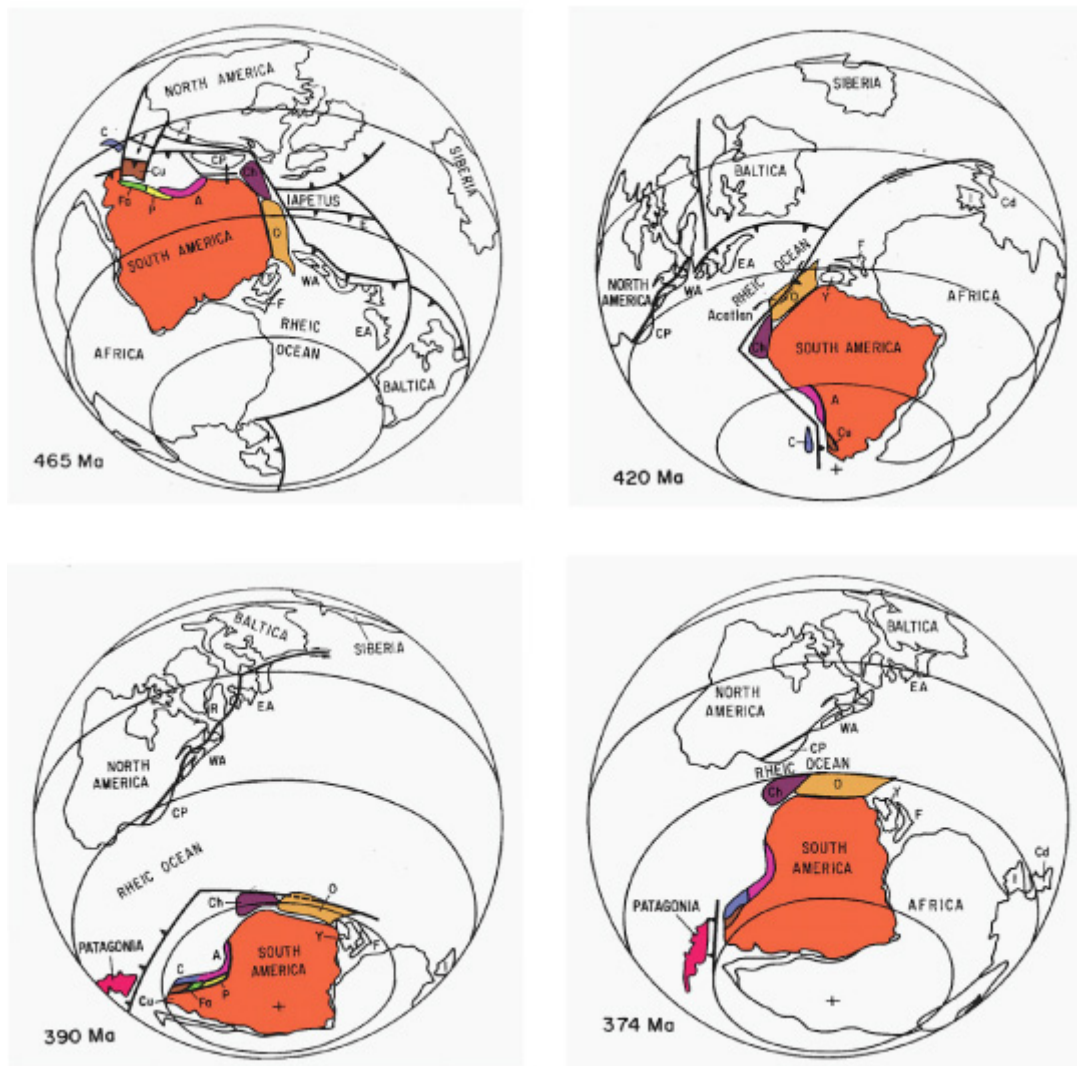 NORTH AMERICA
C
SIBERIA
CP
Cu
Ch
Fa
P
A
IAPETUS
E
O
SOUTH AMERICA
Y
WA
F
RHEIC
OCEAN
EA
AFRICA
BALTICA
465 Ma
SIBERIA
BALTICA
I
Cd
EA
RHEIC OCEAN
F
NORTH
AMERICA
WA
O
Y
AFRICA
Acatlan
CP
Ch
SOUTH AMERICA
A
Cu
C
420 Ma
BALTICA
SIBERIA
R
EA
NORTH
AMERICA
WA
CP
RHEIC OCEAN
O
Ch
PATAGONIA
Y
F
A
SOUTH
AMERICA
C
P
Cu
Fa
390 Ma
BALTICA
NORTH
AMERICA
EA
WA
CP
RHEIC OCEAN
Ch
O
Y
F
SOUTH
AMERICA
Cd
I
PATAGONIA
AFRICA
374 Ma